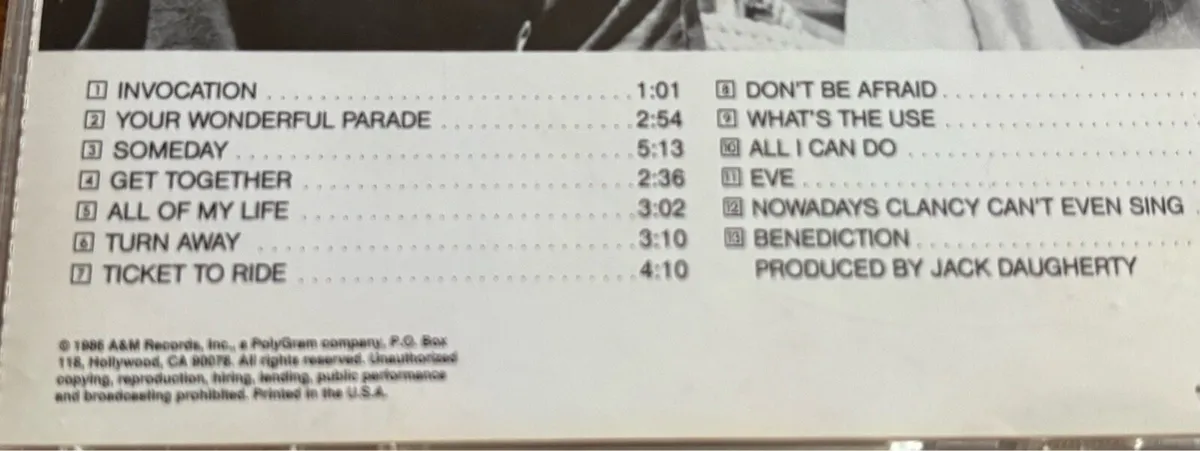 1 INVOCATION 1:01
2 YOUR WONDERFUL PARADE 2:54
3 SOMEDAY 5:13
4 GET TOGETHER 2:36
5 ALL OF MY LIFE 3:02
6 TURN AWAY 3:10
7 TICKET TO RIDE 4:10
8 DON'T BE AFRAID
9 WHAT'S THE USE
10 ALL I CAN DO
11 EVE
12 NOWADAYS CLANCY CAN'T EVEN SING
13 BENEDICTION
PRODUCED BY JACK DAUGHERTY
© 1986 A&M Records, Inc., a PolyGram company, P.O. Box
118, Hollywood, CA 90078. All rights reserved. Unauthorized
copying, reproduction, hiring, lending, public performance
and broadcasting prohibited. Printed in the U.S.A.